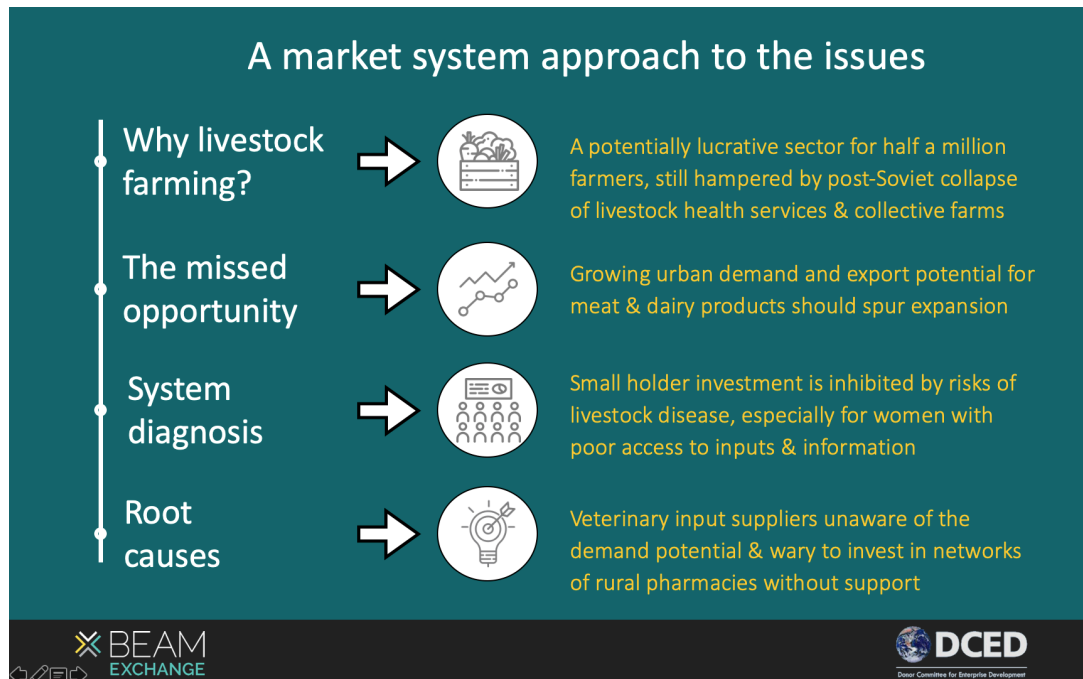 A market system approach to the issues
Why livestock
farming?
A potentially lucrative sector for half a million
farmers, still hampered by post-Soviet collapse
of livestock health services & collective farms
The missed
opportunity
Growing urban demand and export potential for
meat & dairy products should spur expansion
System
diagnosis
Small holder investment is inhibited by risks of
livestock disease, especially for women with
poor access to inputs & information
Root
causes
Veterinary input suppliers unaware of the
demand potential & wary to invest in networks
of rural pharmacies without support
BEAM
EXCHANGE
DCED
Donor Committee for Enterprise Development